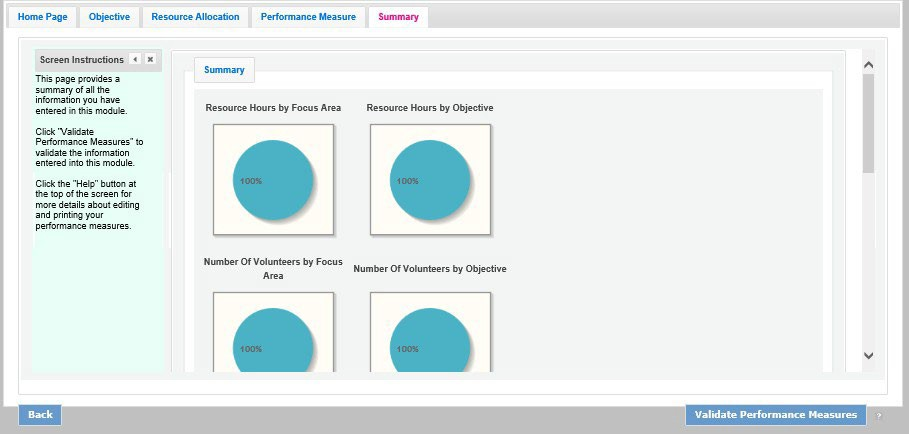 Home Page Objective Resource Allocation Performance Measure Summary
Screen Instructions
This page provides a
summary of all the
information you have
entered in this module.
Click "Validate
Performance Measures" to
validate the information
entered into this module.
Click the "Help" button at
the top of the screen for
more details about editing
and printing your
performance measures.
Summary
Resource Hours by Focus Area
100%
Resource Hours by Objective
100%
Number Of Volunteers by Focus
Area
100%
Number Of Volunteers by Objective
100%
Back
Validate Performance Measures